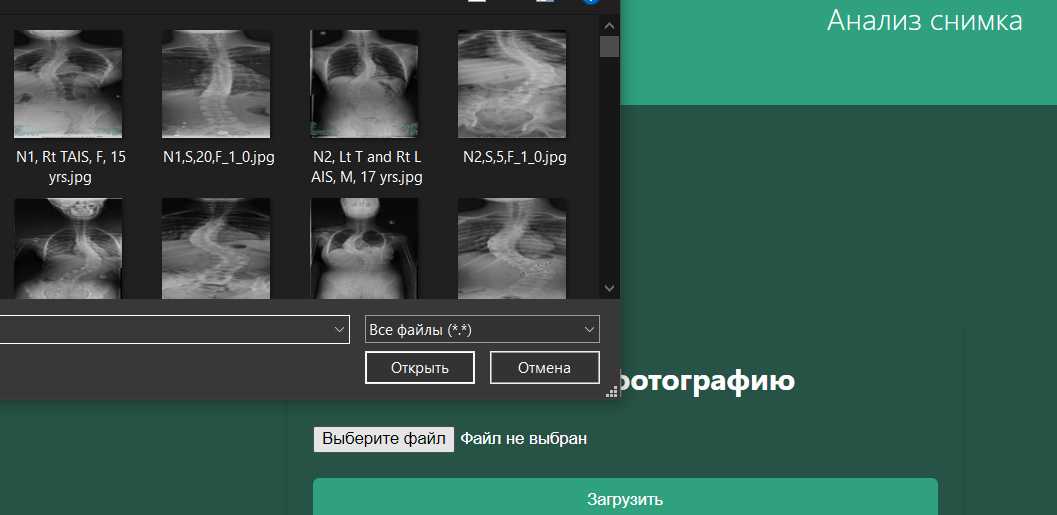 Анализ снимка
N1, Rt TAIS, F, 15
yrs.jpg
N1,S,20,F_1_0.jpg
N2, Lt T and Rt L
AIS, M, 17 yrs.jpg
N2,S,5,F_1_0.jpg
Все файлы (*.*)
Открыть
Отмена
фотографию
Выберите файл
Файл не выбран
Загрузить